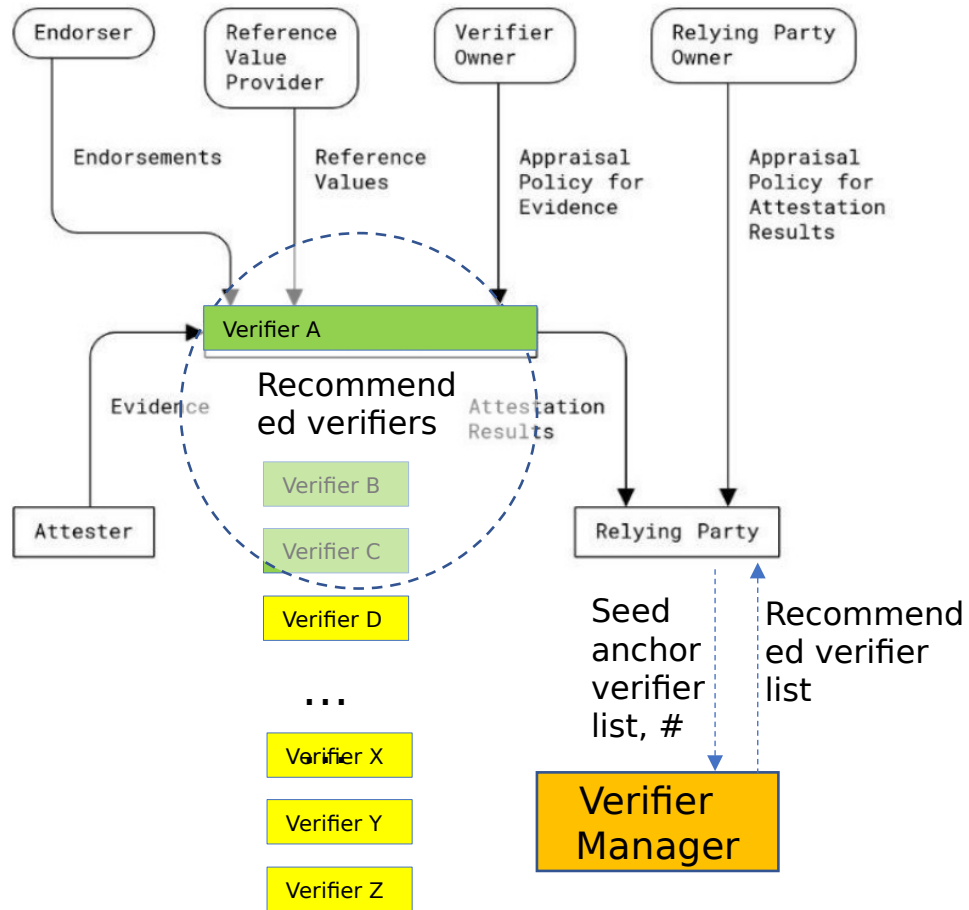 Endorser
Reference
Value
Provider
Verifier
Owner
Relying Party
Owner
Endorsements
Reference
Values
Appraisal
Policy for
Evidence
Appraisal
Policy for
Attestation
Results
Verifier A
Evidence
Recommend
ed verifiers
Attestation
Results
Verifier B
Attester
Verifier C
Relying Party
Verifier D
Seed
anchor
verifier
list, #
Recommend
ed verifier
list
...
Verifier X
...
Verifier Y
Verifier Z
Verifier
Manager